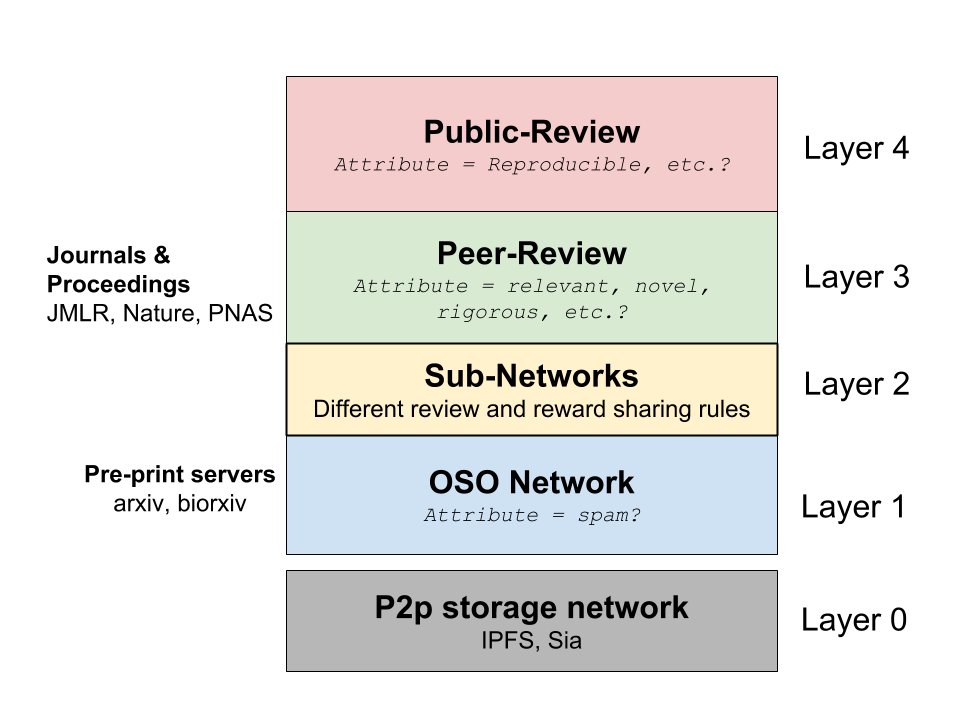 Public-Review
Attribute = Reproducible, etc.?
Layer 4
Journals &
Proceedings
JMLR, Nature, PNAS
Peer-Review
Attribute = relevant, novel,
rigorous, etc.?
Layer 3
Sub-Networks
Different review and reward sharing rules
Layer 2
Pre-print servers
arxiv, biorxiv
OSO Network
Attribute = spam?
Layer 1
P2p storage network
IPFS, Sia
Layer 0